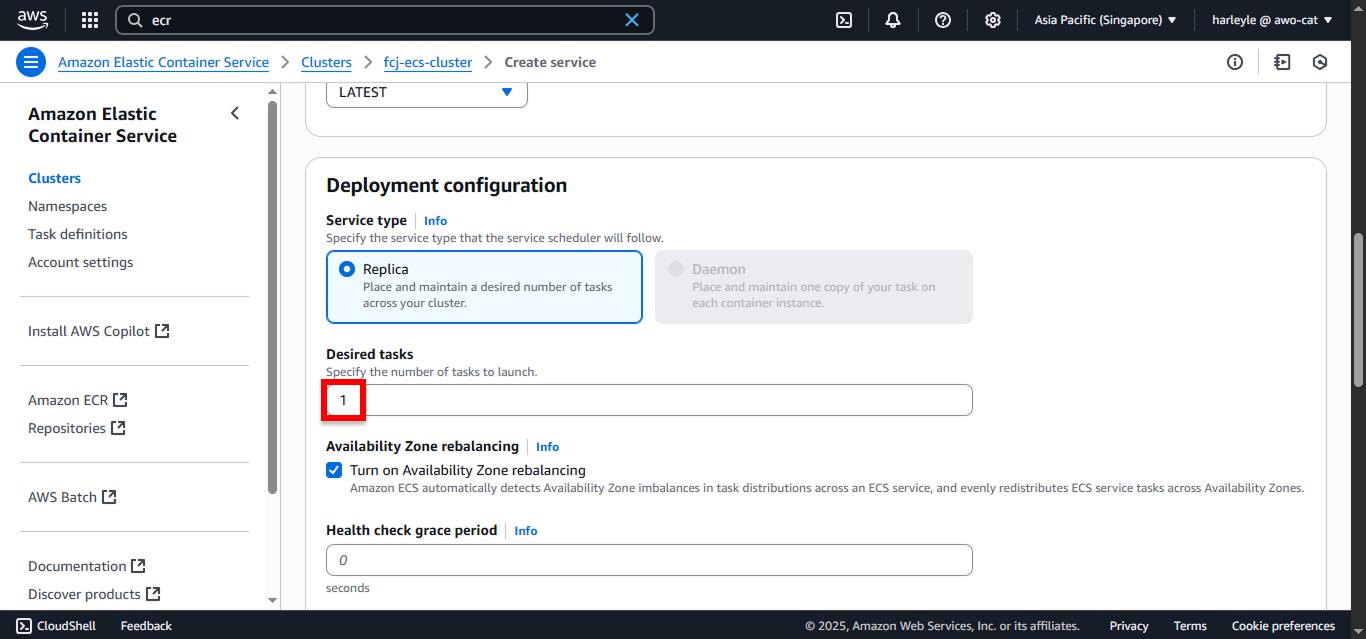 aws
ecr
Asia Pacific (Singapore)
harleyle @ awo-cat
Amazon Elastic Container Service
Clusters
fcj-ecs-cluster
Create service
Amazon Elastic
Container Service
Clusters
Namespaces
Task definitions
Account settings
Install AWS Copilot
Amazon ECR
Repositories
AWS Batch
Documentation
Discover products
LATEST
Deployment configuration
Service type
Info
Specify the service type that the service scheduler will follow.
Replica
Place and maintain a desired number of tasks
across your cluster.
Daemon
Place and maintain one copy of your task on
each container instance.
Desired tasks
Specify the number of tasks to launch.
1
Availability Zone rebalancing
Info
Turn on Availability Zone rebalancing
Amazon ECS automatically detects Availability Zone imbalances in task distributions across an ECS service, and evenly redistributes ECS service tasks across Availability Zones.
Health check grace period
Info
0
seconds
CloudShell
Feedback
© 2025, Amazon Web Services, Inc. or its affiliates.
Privacy
Terms
Cookie preferences